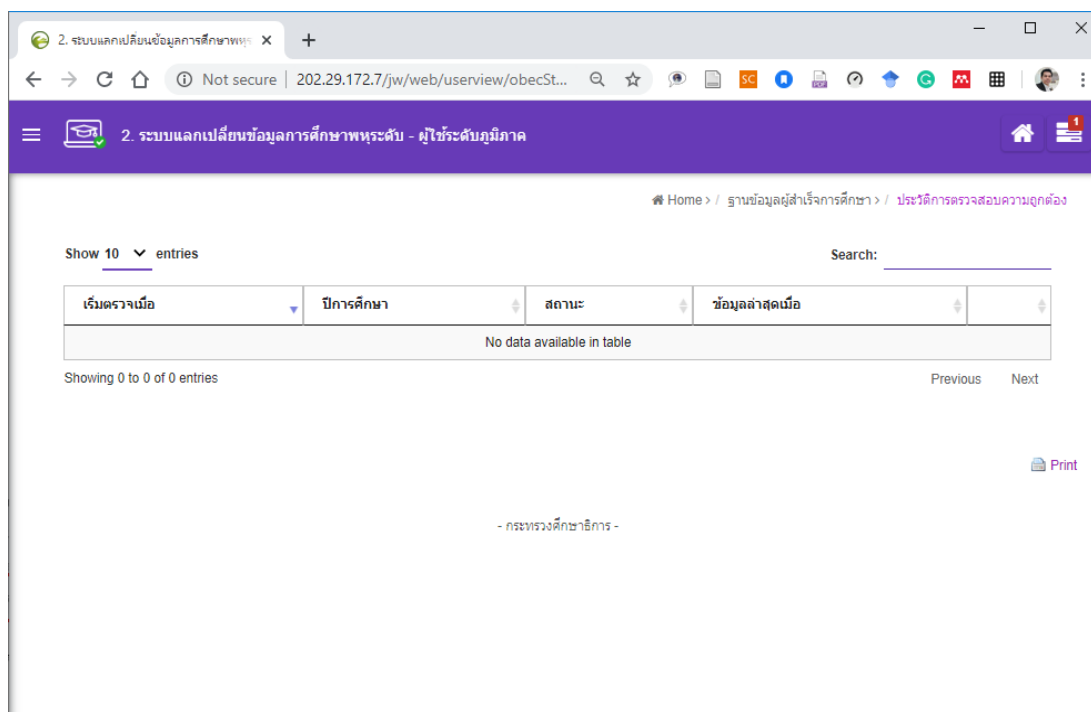 2. ระบบแลกเปลี่ยนข้อมูลการศึกษาพหุร
Not secure | 202.29.172.7/jw/web/userview/obecSt...
2. ระบบแลกเปลี่ยนข้อมูลการศึกษาพหุระดับ - ผู้ใช้ระดับภูมิภาค
1
Home > / ฐานข้อมูลผู้สำเร็จการศึกษา > / ประวัติการตรวจสอบความถูกต้อง
Show 10 entries Search:
เริ่มตรวจเมื่อ ปีการศึกษา สถานะ ข้อมูลล่าสุดเมื่อ
No data available in table
Showing 0 to 0 of 0 entries Previous Next
Print
- กระทรวงศึกษาธิการ -